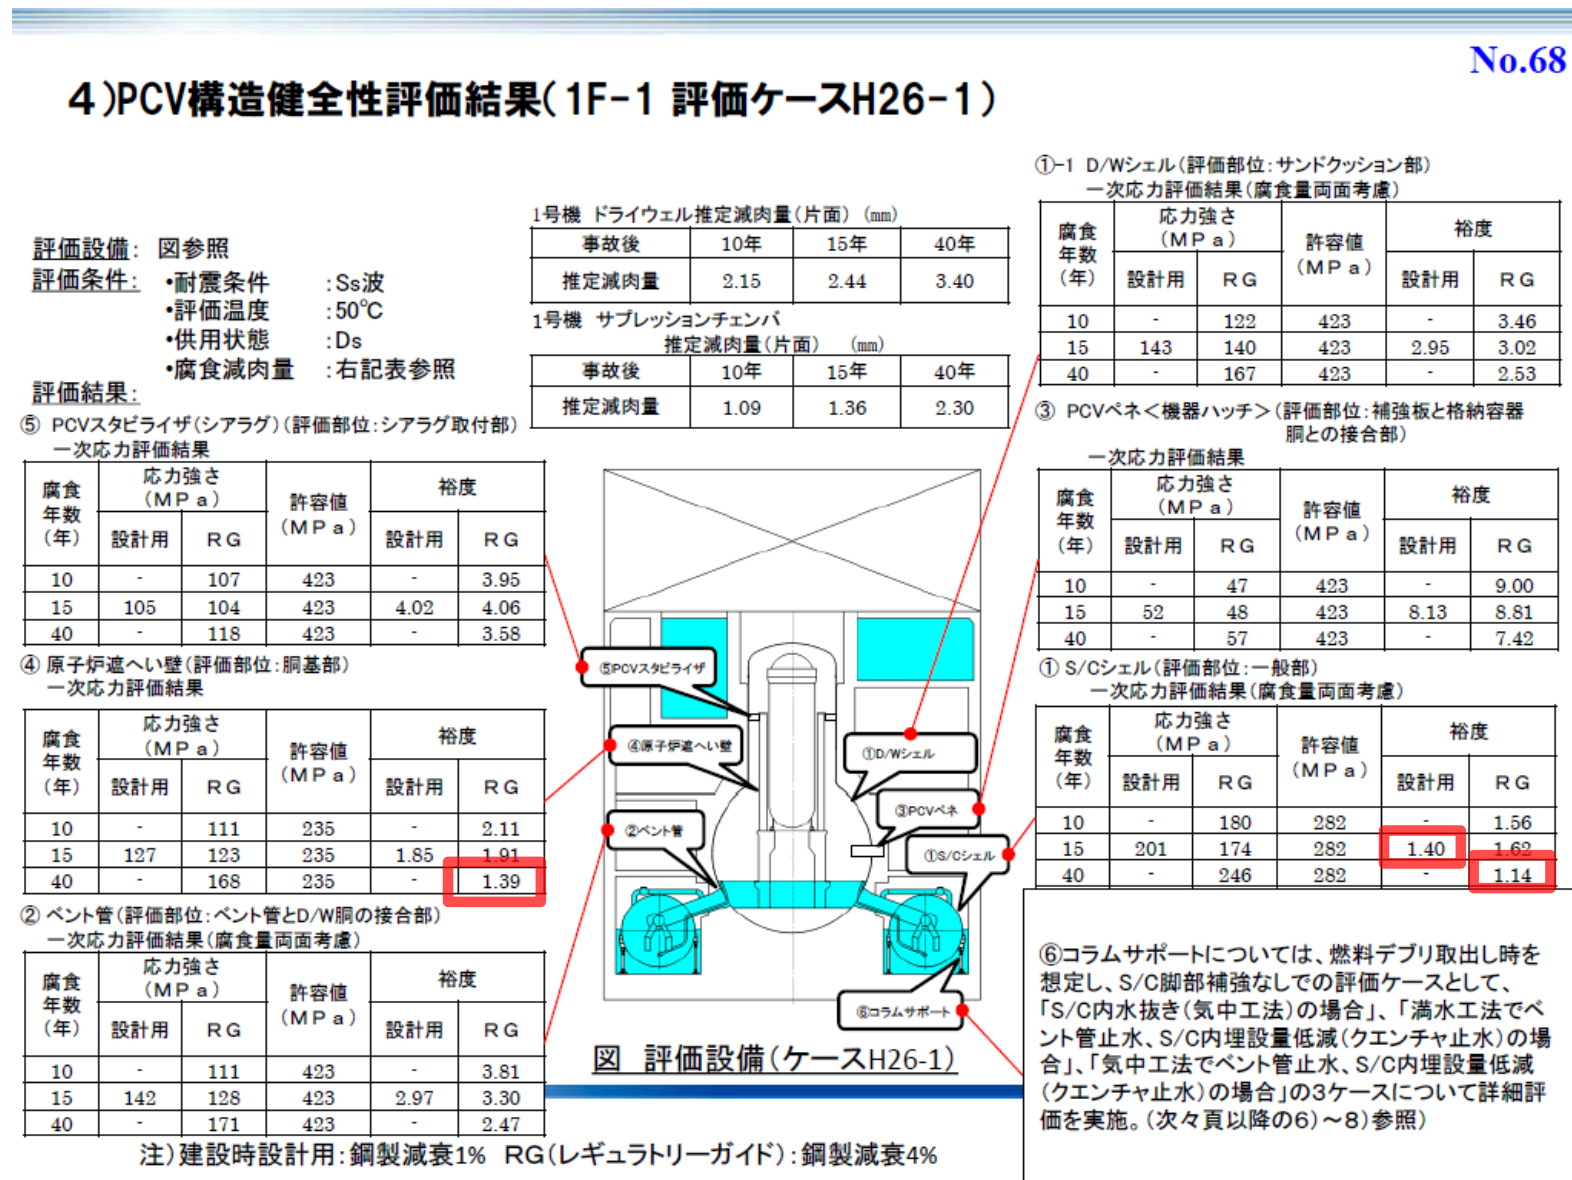 No.68
4)PCV構造健全性評価結果(1F-1 評価ケースH26-1)
評価設備: 図参照
評価条件: •耐震条件 :Ss波
•評価温度 :50℃
•供用状態 :Ds
•腐食減肉量 :右記表参照
評価結果:
1号機 ドライウェル推定減肉量(片面) (㎜)
事故後 10年 15年 40年
推定減肉量 2.15 2.44 3.40
1号機 サプレッションチェンバ
推定減肉量(片面) (㎜)
事故後 10年 15年 40年
推定減肉量 1.09 1.36 2.30
⑤ PCVスタビライザ(シアラグ)(評価部位:シアラグ取付部)
一次応力評価結果
腐食年数(年) 応力強さ(MPa) 許容値(MPa) 裕度
設計用 RG 設計用 RG
10 - 107 423 - 3.95
15 105 104 423 4.02 4.06
40 - 118 423 - 3.58
④ 原子炉遮へい壁(評価部位:胴基部)
一次応力評価結果
腐食年数(年) 応力強さ(MPa) 許容値(MPa) 裕度
設計用 RG 設計用 RG
10 - 111 235 - 2.11
15 127 123 235 1.85 1.91
40 - 168 235 - 1.39
② ベント管(評価部位:ベント管とD/W胴の接合部)
一次応力評価結果(腐食量両面考慮)
腐食年数(年) 応力強さ(MPa) 許容値(MPa) 裕度
設計用 RG 設計用 RG
10 - 111 423 - 3.81
15 142 128 423 2.97 3.30
40 - 171 423 - 2.47
⑤PCVスタビライザ
④原子炉遮へい壁
①D/Wシェル
③PCVペネ
②ベント管
①S/Cシェル
⑥コラムサポート
図 評価設備(ケースH26-1)
①-1 D/Wシェル(評価部位:サンドクッション部)
一次応力評価結果(腐食量両面考慮)
腐食年数(年) 応力強さ(MPa) 許容値(MPa) 裕度
設計用 RG 設計用 RG
10 - 122 423 - 3.46
15 143 140 423 2.95 3.02
40 - 167 423 - 2.53
③ PCVペネ<機器ハッチ>(評価部位:補強板と格納容器
胴との接合部)
一次応力評価結果
腐食年数(年) 応力強さ(MPa) 許容値(MPa) 裕度
設計用 RG 設計用 RG
10 - 47 423 - 9.00
15 52 48 423 8.13 8.81
40 - 57 423 - 7.42
① S/Cシェル(評価部位:一般部)
一次応力評価結果(腐食量両面考慮)
腐食年数(年) 応力強さ(MPa) 許容値(MPa) 裕度
設計用 RG 設計用 RG
10 - 180 282 - 1.56
15 201 174 282 1.40 1.62
40 - 246 282 - 1.14
⑥コラムサポートについては、燃料デブリ取出し時を
想定し、S/C脚部補強なしでの評価ケースとして、
「S/C内水抜き(気中工法)の場合」、「満水工法でベ
ント管止水、S/C内埋設量低減(クエンチャ止水)の場
合」、「気中工法でベント管止水、S/C内埋設量低減
(クエンチャ止水)の場合」の3ケースについて詳細評
価を実施。(次々頁以降の6)～8)参照)
注)建設時設計用:鋼製減衰1% RG(レギュラトリーガイド):鋼製減衰4%